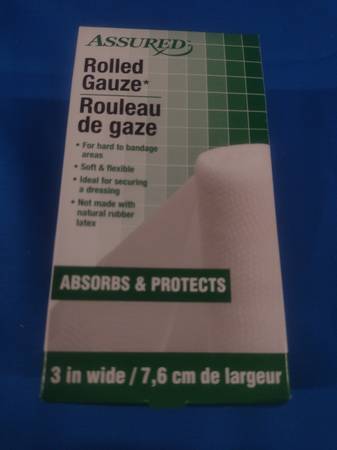 ASSURED
Rolled
Gauze*
Rouleau
de gaze
• For hard to bandage
areas
• Soft & flexible
• Ideal for securing
a dressing
• Not made with
natural rubber
latex
ABSORBS & PROTECTS
3 in wide / 7,6 cm de largeur